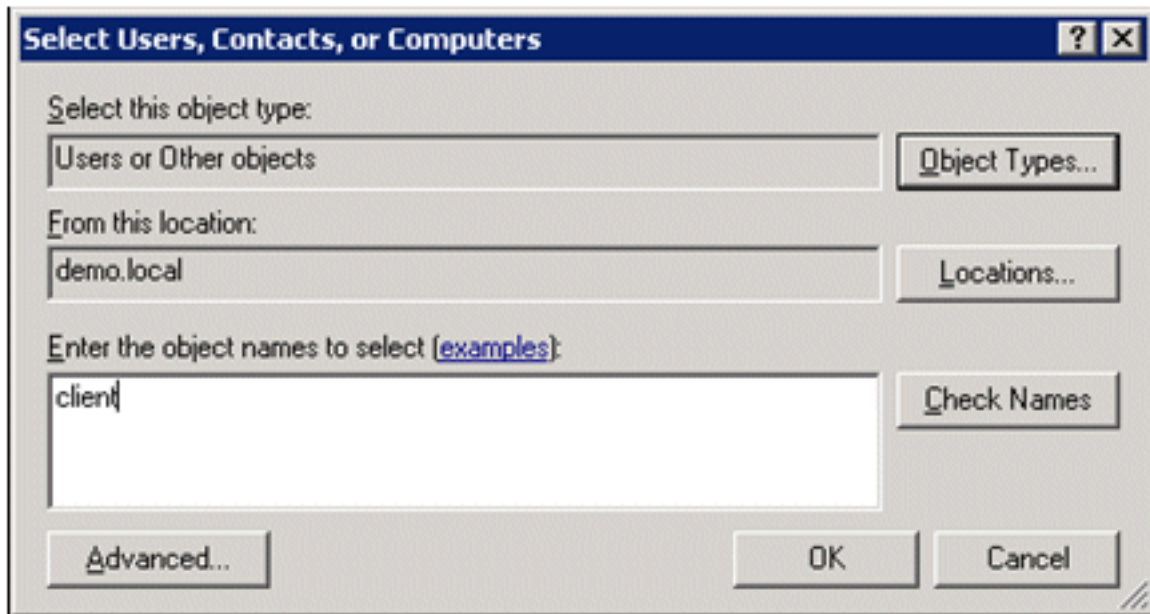 Select Users, Contacts, or Computers
Select this object type:
Users or Other objects
Object Types...
From this location:
demo.local
Locations...
Enter the object names to select (examples):
client
Check Names
Advanced...
OK
Cancel